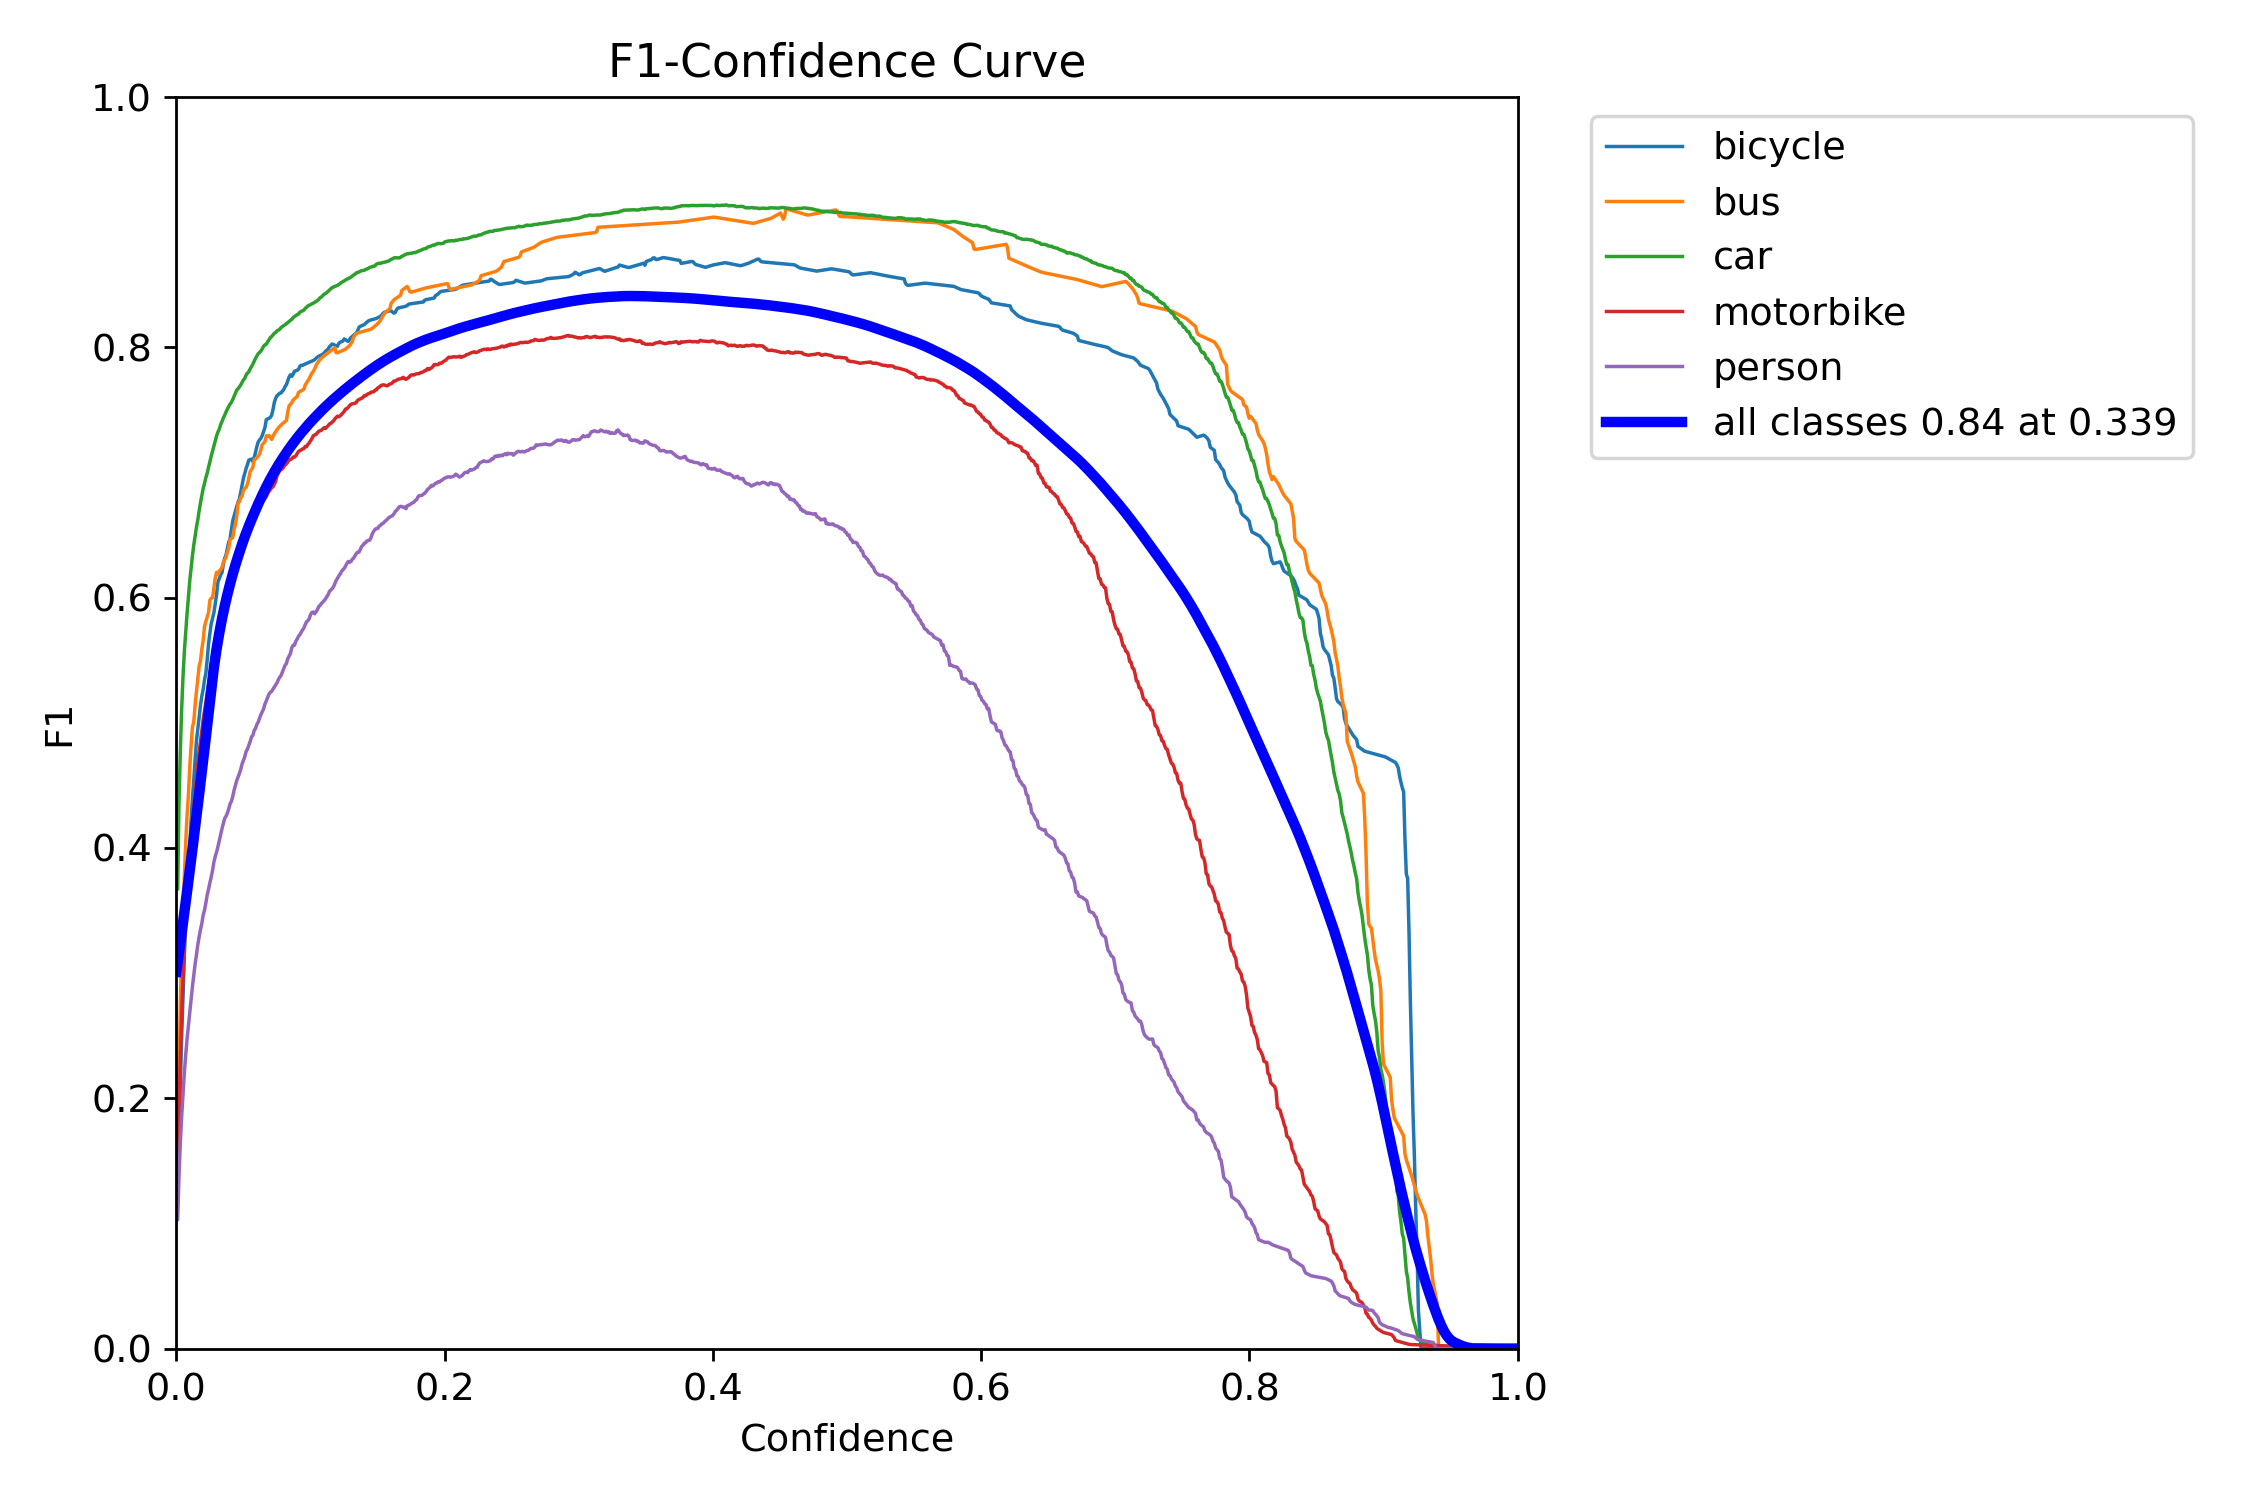 F1-Confidence Curve
1.0
0.8
0.6
0.4
0.2
0.0
F1
0.0 0.2 0.4 0.6 0.8 1.0
Confidence
bicycle
bus
car
motorbike
person
all classes 0.84 at 0.339